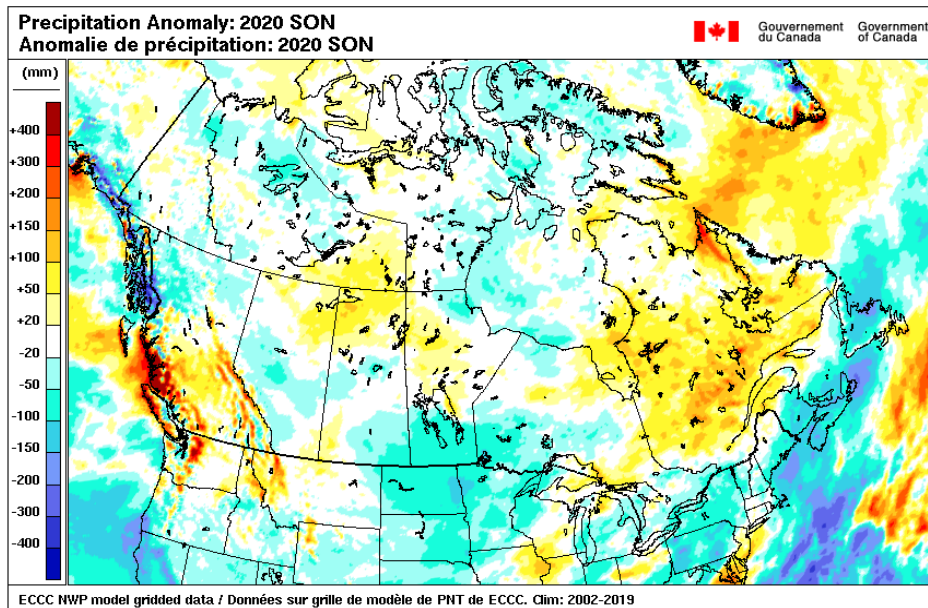 Precipitation Anomaly: 2020 SON
Anomalie de précipitation: 2020 SON
Gouvernement du Canada
Government of Canada
(mm)
+400
+300
+200
+150
+100
+50
+20
-20
-50
-100
-150
-200
-300
-400
ECCC NWP model gridded data / Données sur grille de modèle de PNT de ECCC. Clim: 2002-2019